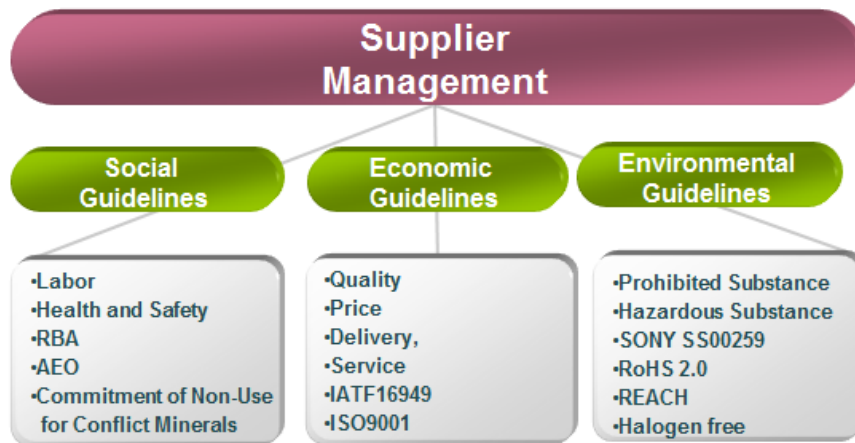 Supplier
Management
Social
Guidelines
Economic
Guidelines
Environmental
Guidelines
•Labor
•Health and Safety
•RBA
•AEO
•Commitment of Non-Use
for Conflict Minerals
•Quality
•Price
•Delivery,
•Service
•IATF16949
•ISO9001
•Prohibited Substance
•Hazardous Substance
•SONY SS00259
•RoHS 2.0
•REACH
•Halogen free